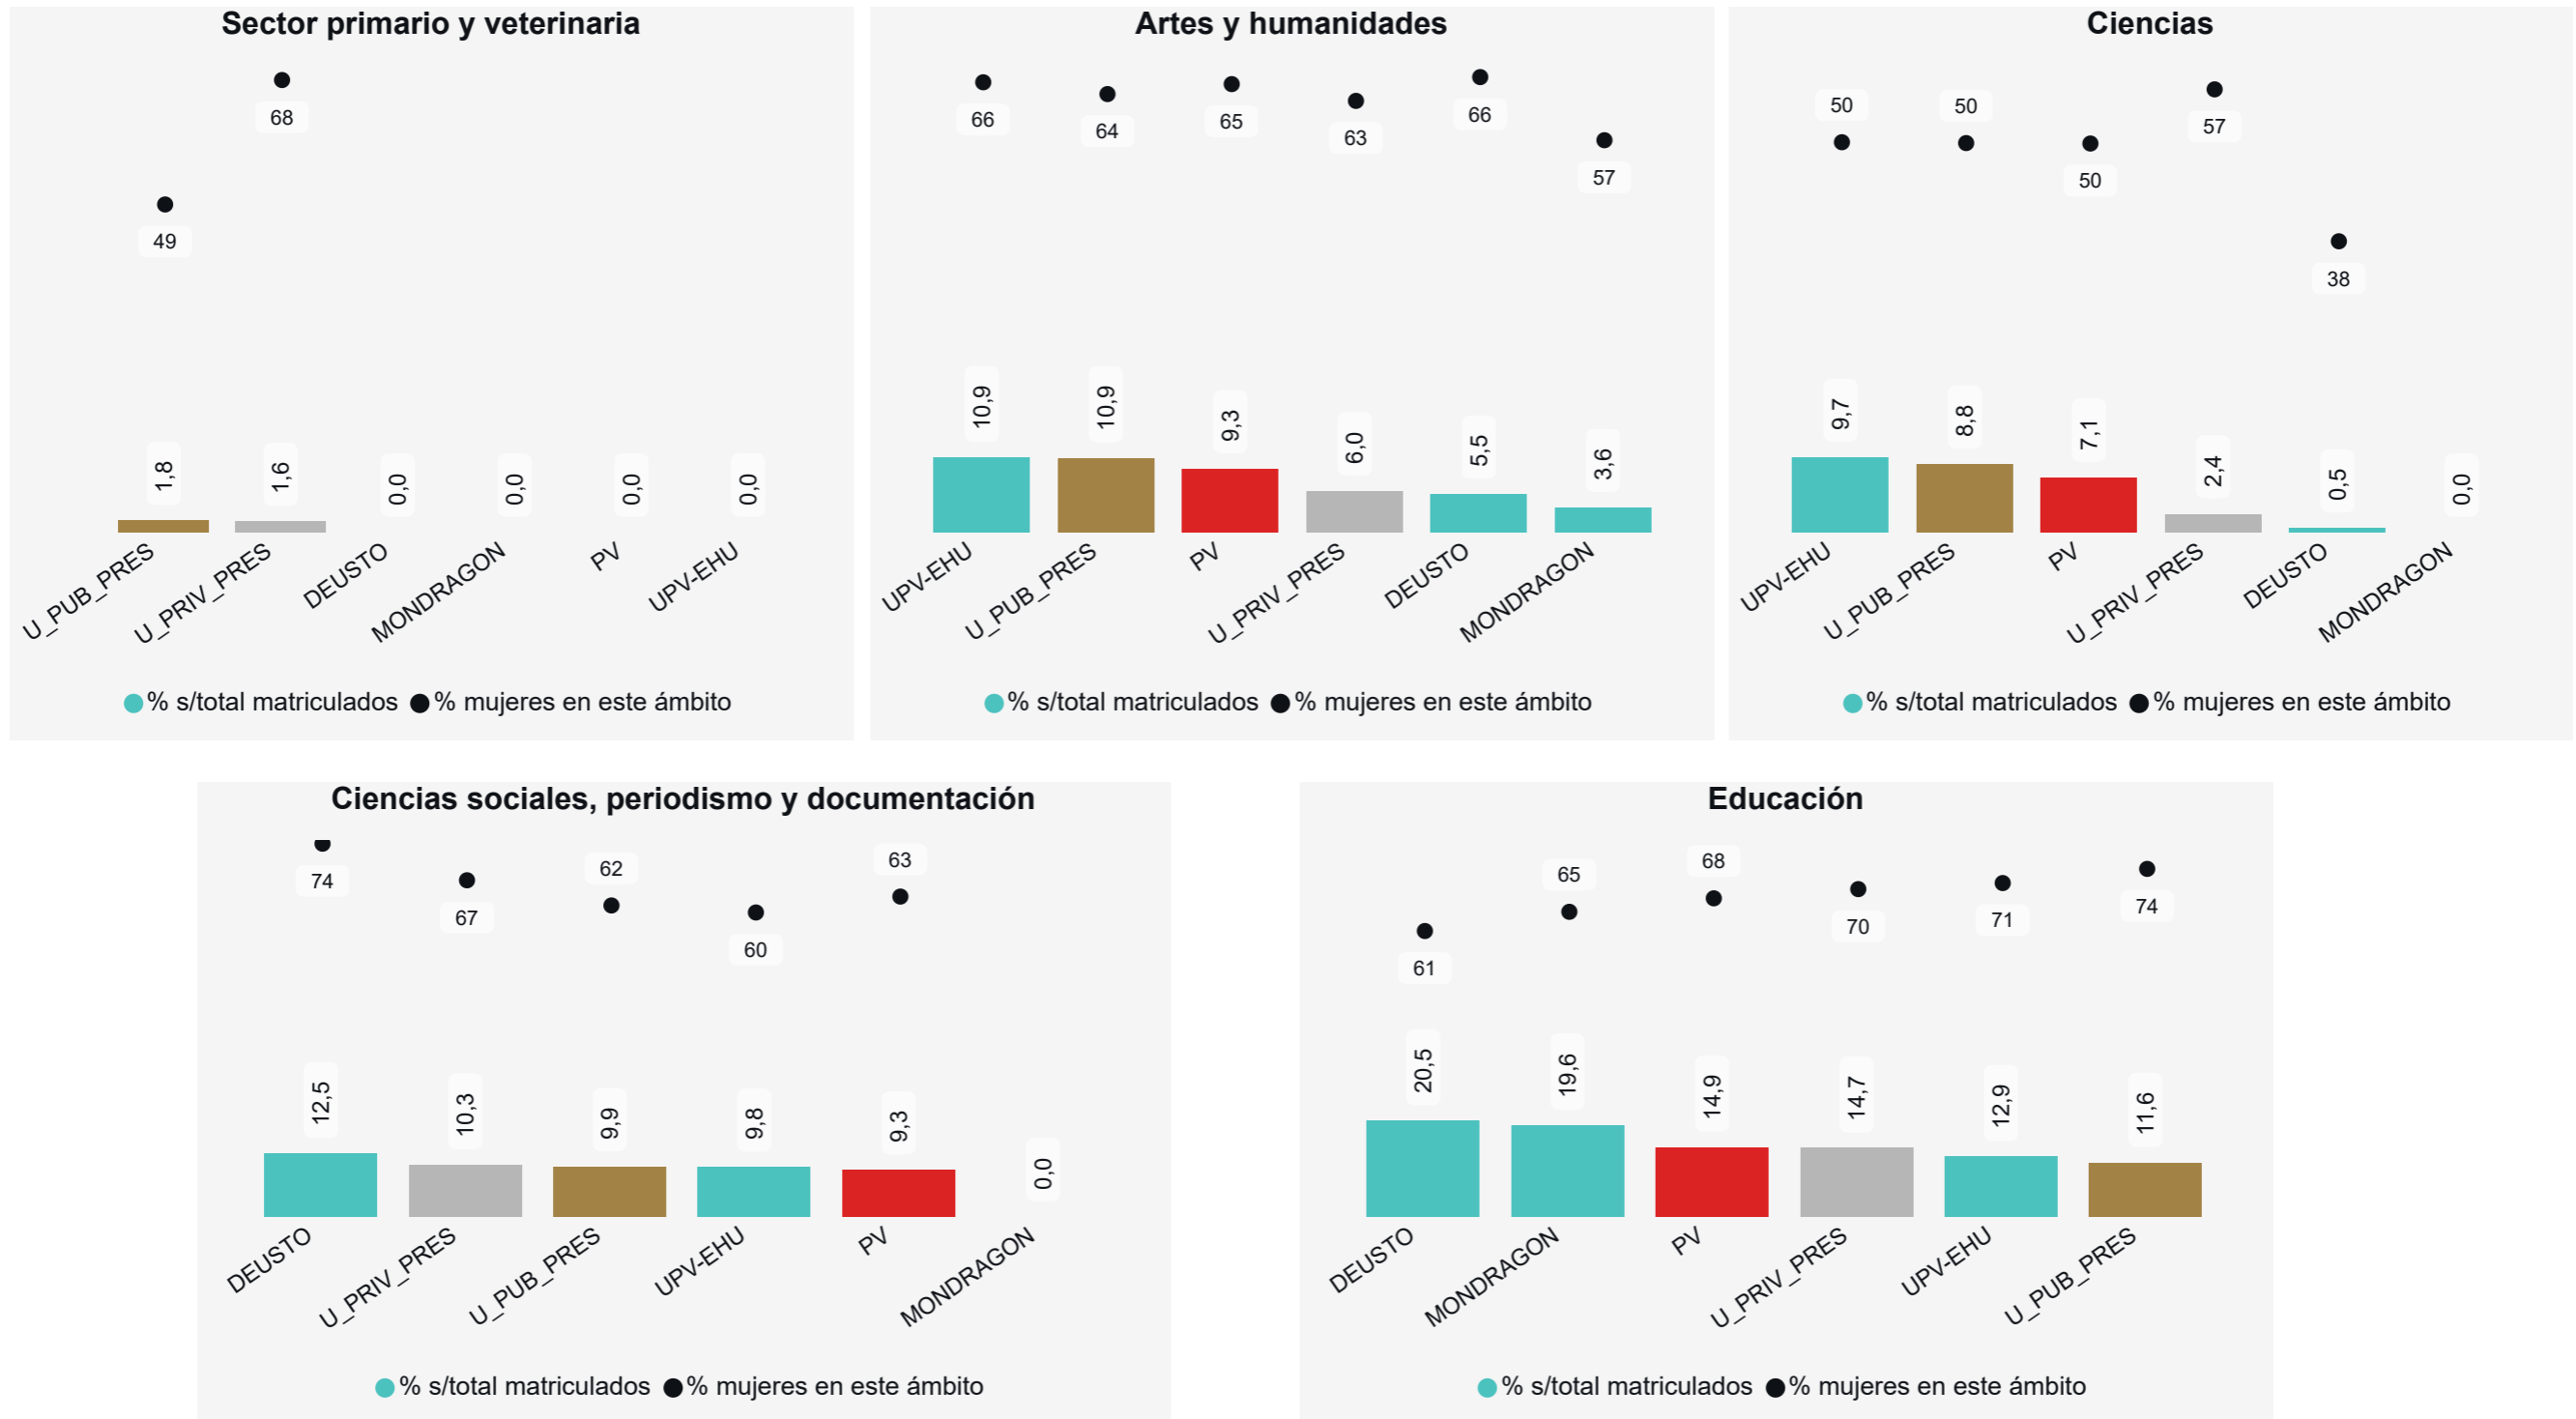 Sector primario y veterinaria
68
49
1,8
1,6
0,0
0,0
0,0
0,0
U_PUB_PRES
U_PRIV_PRES
DEUSTO
MONDRAGON
PV
UPV-EHU
% s/total matriculados % mujeres en este ámbito
Artes y humanidades
66
64
65
63
66
57
10,9
10,9
9,3
6,0
5,5
3,6
UPV-EHU
U_PUB_PRES
PV
U_PRIV_PRES
DEUSTO
MONDRAGON
% s/total matriculados % mujeres en este ámbito
Ciencias
50
50
50
57
38
9,7
8,8
7,1
2,4
0,5
0,0
UPV-EHU
U_PUB_PRES
PV
U_PRIV_PRES
DEUSTO
MONDRAGON
% s/total matriculados % mujeres en este ámbito
Ciencias sociales, periodismo y documentación
74
67
62
60
63
12,5
10,3
9,9
9,8
9,3
0,0
DEUSTO
U_PRIV_PRES
U_PUB_PRES
UPV-EHU
PV
MONDRAGON
% s/total matriculados % mujeres en este ámbito
Educación
61
65
68
70
71
74
20,5
19,6
14,9
14,7
12,9
11,6
DEUSTO
MONDRAGON
PV
U_PRIV_PRES
UPV-EHU
U_PUB_PRES
% s/total matriculados % mujeres en este ámbito